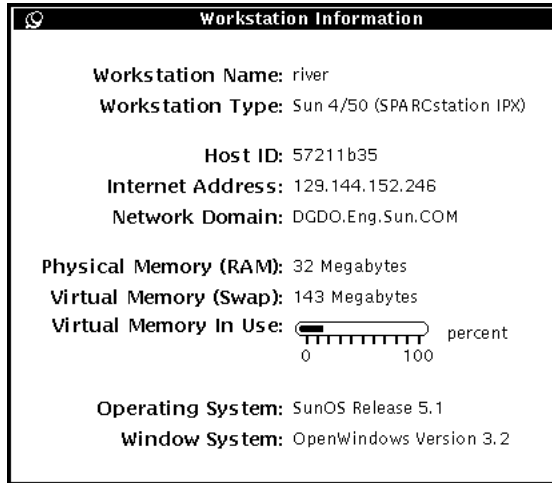 Workstation Information
Workstation Name: river
Workstation Type: Sun 4/50 (SPARCstation IPX)
Host ID: 57211b35
Internet Address: 129.144.152.246
Network Domain: DGDO.Eng.Sun.COM
Physical Memory (RAM): 32 Megabytes
Virtual Memory (Swap): 143 Megabytes
Virtual Memory In Use: percent
0 100
Operating System: SunOS Release 5.1
Window System: OpenWindows Version 3.2